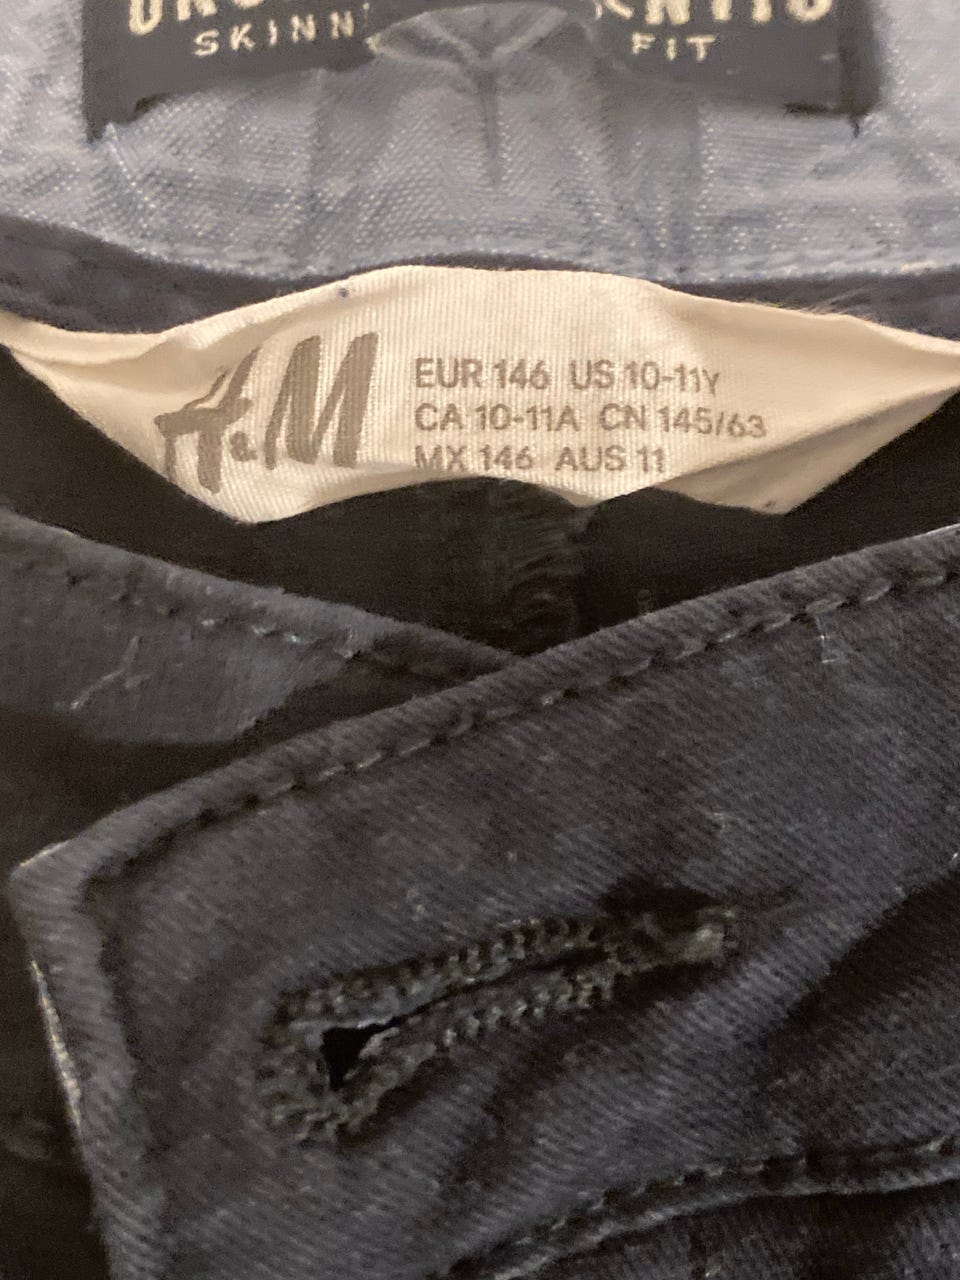 SKINN
FIT
H&M
EUR 146 US 10-11Y
CA 10-11A CN 145/63
MX 146 AUS 11